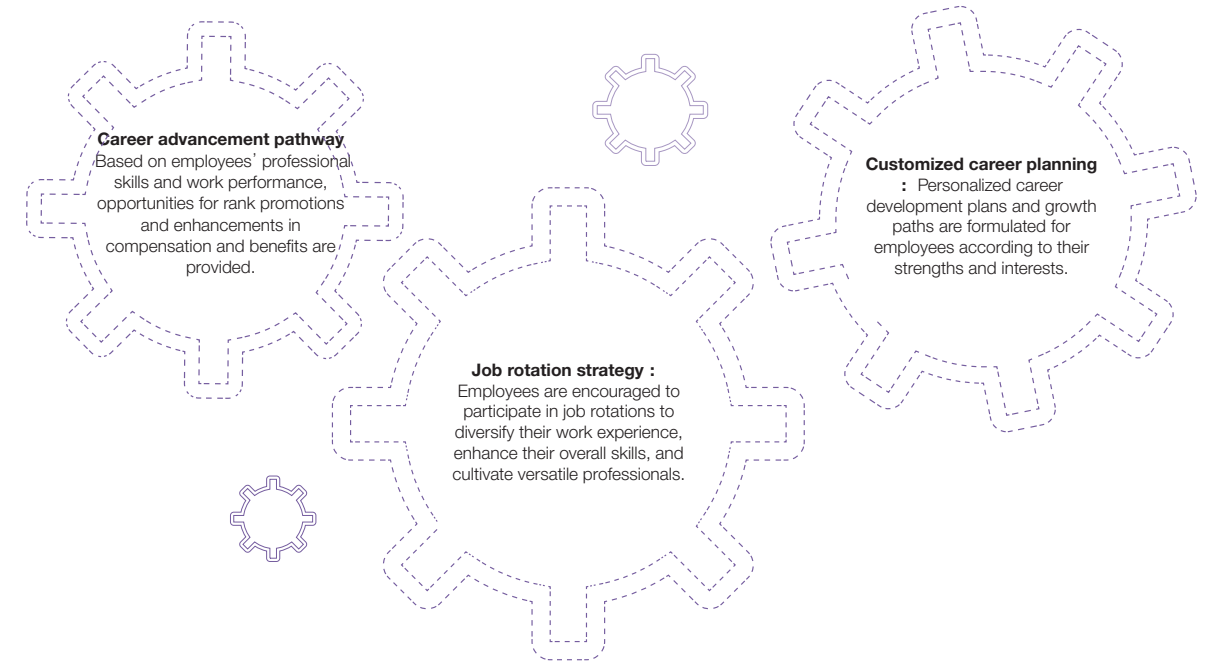 Career advancement pathway
Based on employees’ professional
skills and work performance,
opportunities for rank promotions
and enhancements in
compensation and benefits are
provided.
Job rotation strategy :
Employees are encouraged to
participate in job rotations to
diversify their work experience,
enhance their overall skills, and
cultivate versatile professionals.
Customized career planning
: Personalized career
development plans and growth
paths are formulated for
employees according to their
strengths and interests.